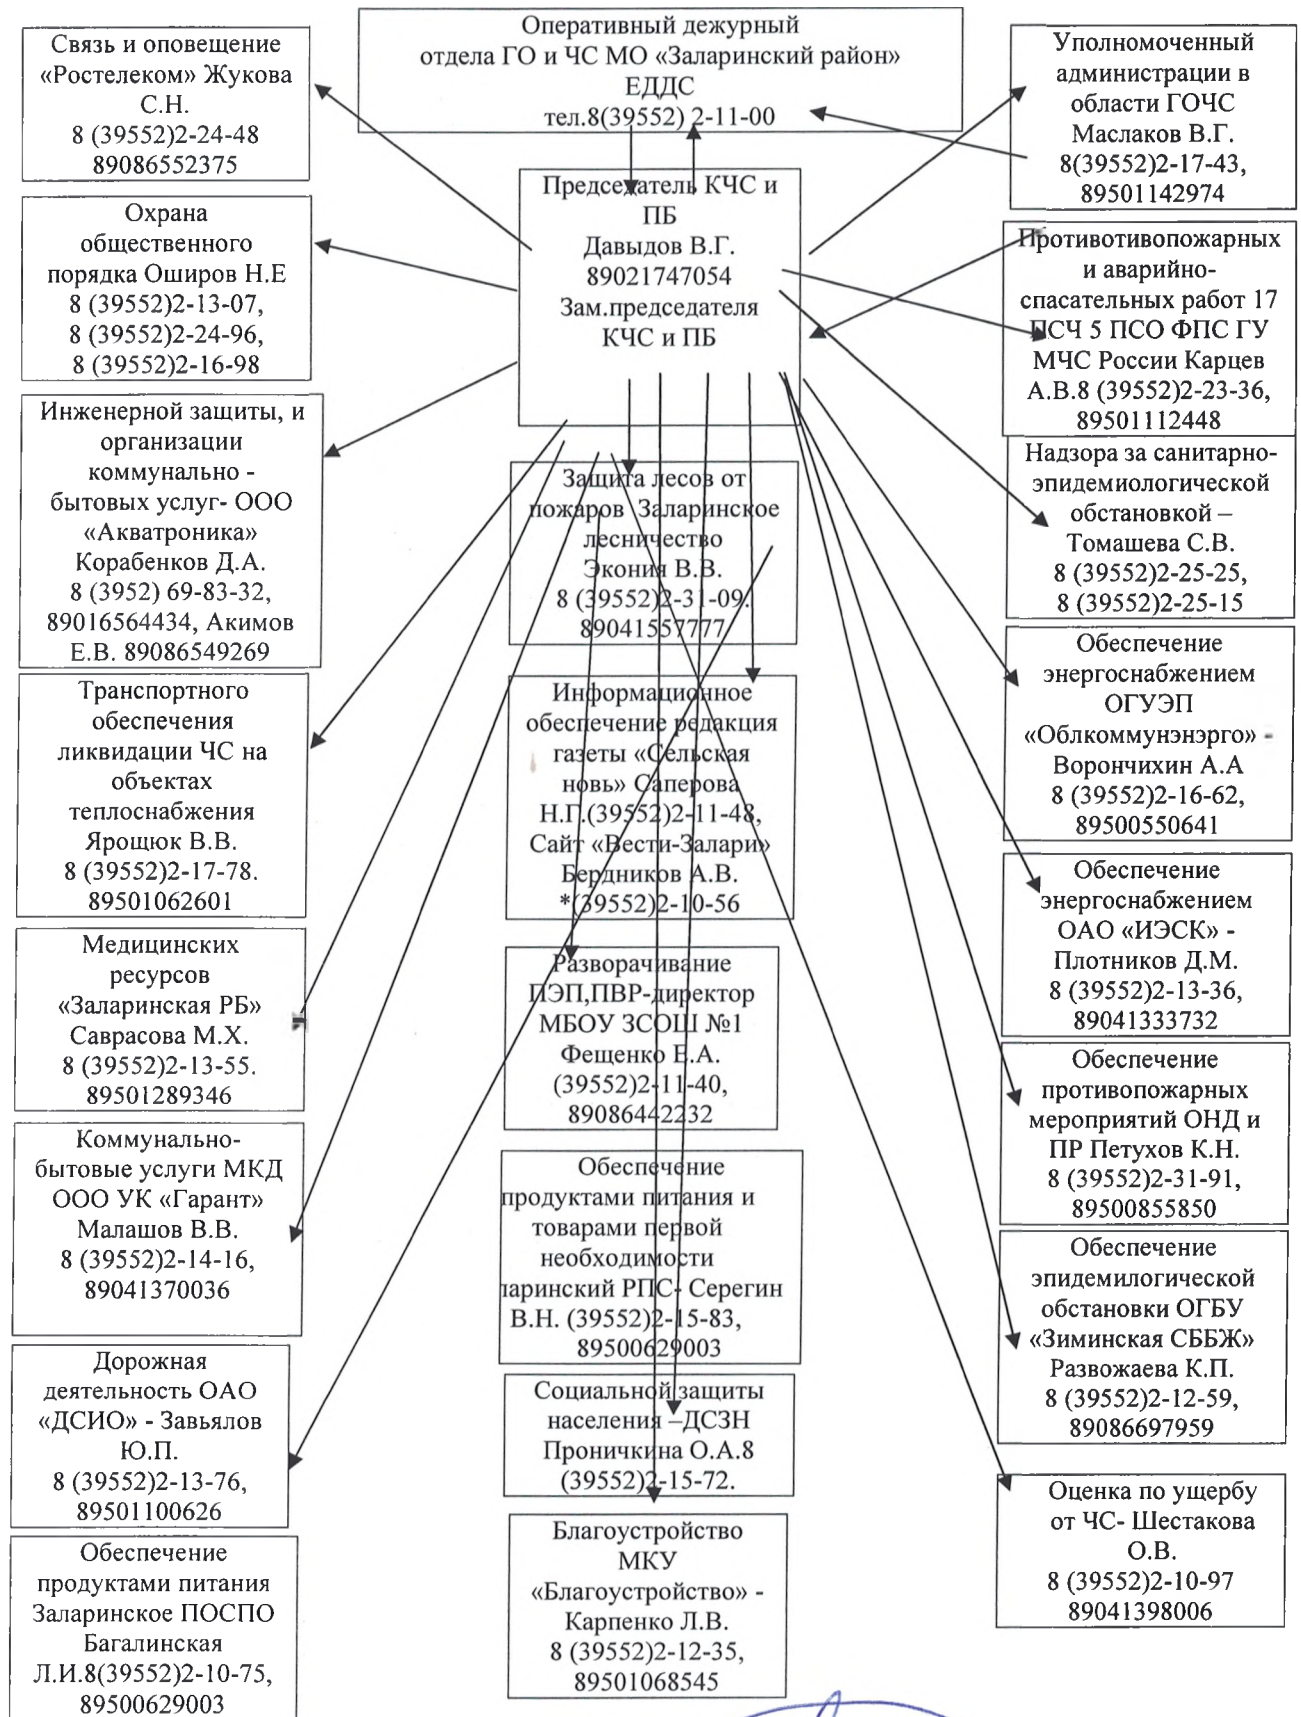 Оперативный дежурный
отдела ГО и ЧС МО «Заларинский район»
ЕДДС
тел.8(39552) 2-11-00
Связь и оповещение
«Ростелеком» Жукова
С.Н.
8 (39552)2-24-48
89086552375
Охрана
общественного
порядка Оширов Н.Е
8 (39552)2-13-07,
8 (39552)2-24-96,
8 (39552)2-16-98
Инженерной защиты, и
организации
коммунально -
бытовых услуг- ООО
«Акватроника»
Корабенков Д.А.
8 (3952) 69-83-32,
89016564434, Акимов
Е.В. 89086549269
Транспортного
обеспечения
ликвидации ЧС на
объектах
теплоснабжения
Ярощюк В.В.
8 (39552)2-17-78.
89501062601
Медицинских
ресурсов
«Заларинская РБ»
Саврасова М.Х.
8 (39552)2-13-55.
89501289346
Коммунально-
бытовые услуги МКД
ООО УК «Гарант»
Малашов В.В.
8 (39552)2-14-16,
89041370036
Дорожная
деятельность ОАО
«ДСИО» - Завьялов
Ю.П.
8 (39552)2-13-76,
89501100626
Обеспечение
продуктами питания
Заларинское ПОСПО
Багалинская
Л.И.8(39552)2-10-75,
89500629003
Председатель КЧС и
ПБ
Давыдов В.Г.
89021747054
Зам.председателя
КЧС и ПБ
Защита лесов от
пожаров Заларинское
лесничество
Экония В.В.
8 (39552)2-31-09.
89041557777
Информационное
обеспечение редакция
газеты «Сельская
новь» Саперова
Н.Г.(39552)2-11-48,
Сайт «Вести-Залари»
Бердников А.В.
*(39552)2-10-56
Разворачивание
ПЭП,ПВР-директор
МБОУ ЗСОШ №1
Фещенко Е.А.
(39552)2-11-40,
89086442232
Обеспечение
продуктами питания и
товарами первой
необходимости
ларинский РПС- Серегин
В.Н. (39552)2-15-83,
89500629003
Социальной защиты
населения –ДСЗН
Проничкина О.А.8
(39552)2-15-72.
Благоустройство
МКУ
«Благоустройство» -
Карпенко Л.В.
8 (39552)2-12-35,
89501068545
Уполномоченный
администрации в
области ГОЧС
Маслаков В.Г.
8(39552)2-17-43,
89501142974
Противотивопожарных
и аварийно-
спасательных работ 17
ПСЧ 5 ПСО ФПС ГУ
МЧС России Карцев
А.В.8 (39552)2-23-36,
89501112448
Надзора за санитарно-
эпидемиологической
обстановкой –
Томашева С.В.
8 (39552)2-25-25,
8 (39552)2-25-15
Обеспечение
энергоснабжением
ОГУЭП
«Облкоммунэнэрго» -
Ворончихин А.А
8 (39552)2-16-62,
89500550641
Обеспечение
энергоснабжением
ОАО «ИЭСК» -
Плотников Д.М.
8 (39552)2-13-36,
89041333732
Обеспечение
противопожарных
мероприятий ОНД и
ПР Петухов К.Н.
8 (39552)2-31-91,
89500855850
Обеспечение
эпидемилогической
обстановки ОГБУ
«Зиминская СББЖ»
Развожаева К.П.
8 (39552)2-12-59,
89086697959
Оценка по ущербу
от ЧС- Шестакова
О.В.
8 (39552)2-10-97
89041398006